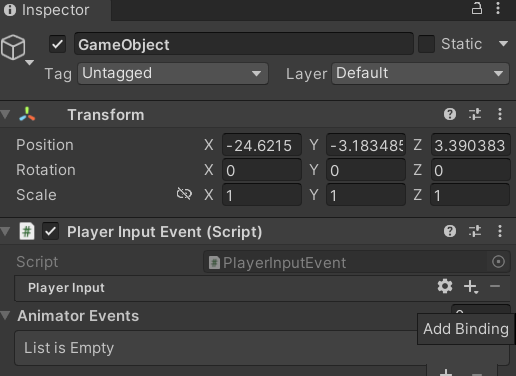 Inspector
GameObject
Static
Tag Untagged Layer Default
Transform
Position X -24.6215 Y -3.183485 Z 3.390383
Rotation X 0 Y 0 Z 0
Scale X 1 Y 1 Z 1
Player Input Event (Script)
Script PlayerInputEvent
Player Input
Animator Events
Add Binding
List is Empty